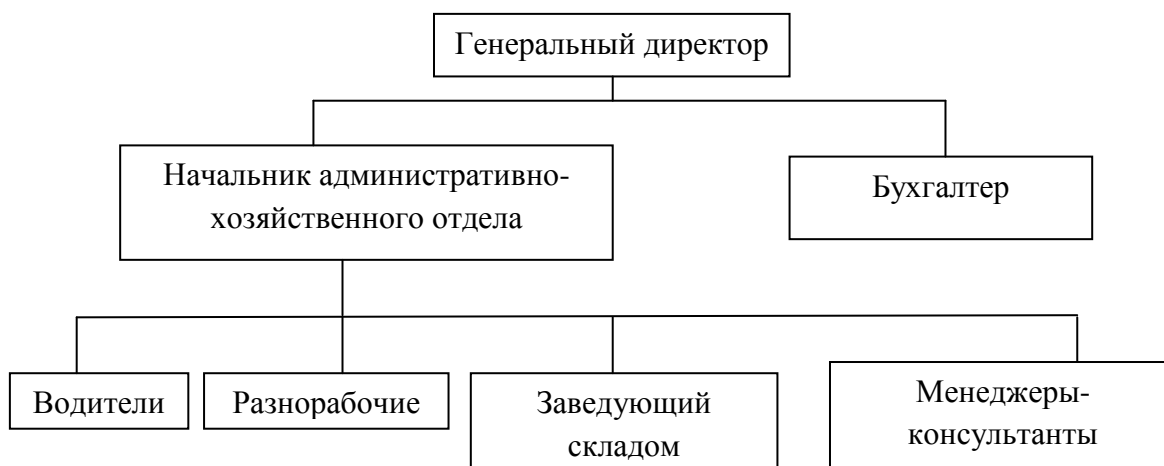 Генеральный директор
Начальник административно-
хозяйственного отдела
Бухгалтер
Водители
Разнорабочие
Заведующий
складом
Менеджеры-
консультанты